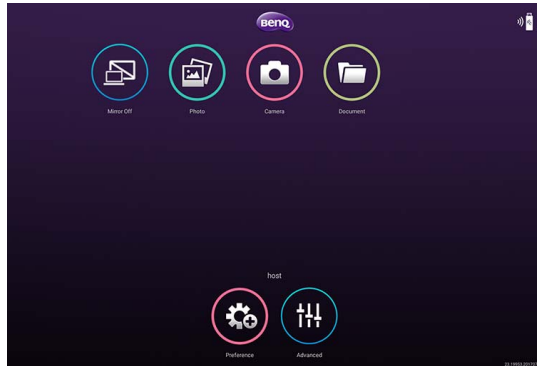 BenQ
Mirror Off
Photo
Camera
Document
host
Preference
Advanced